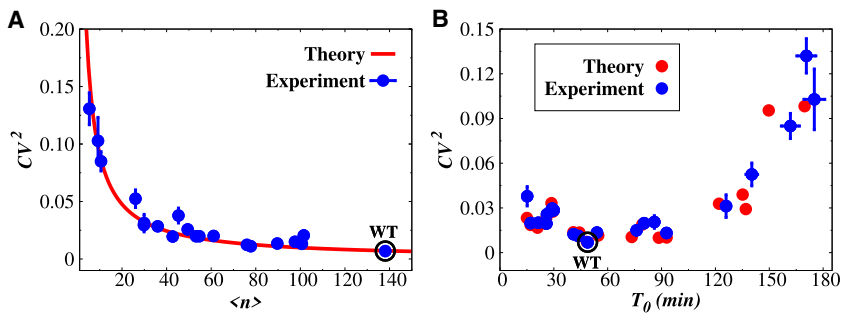 A
0.20
0.15
0.10
0.05
0
CV²
Theory
Experiment
WT
20 40 60 80 100 120 140
<n>
B
0.15
0.12
0.09
0.06
0.03
0
CV²
Theory
Experiment
WT
0 30 60 90 120 150 180
T₀ (min)